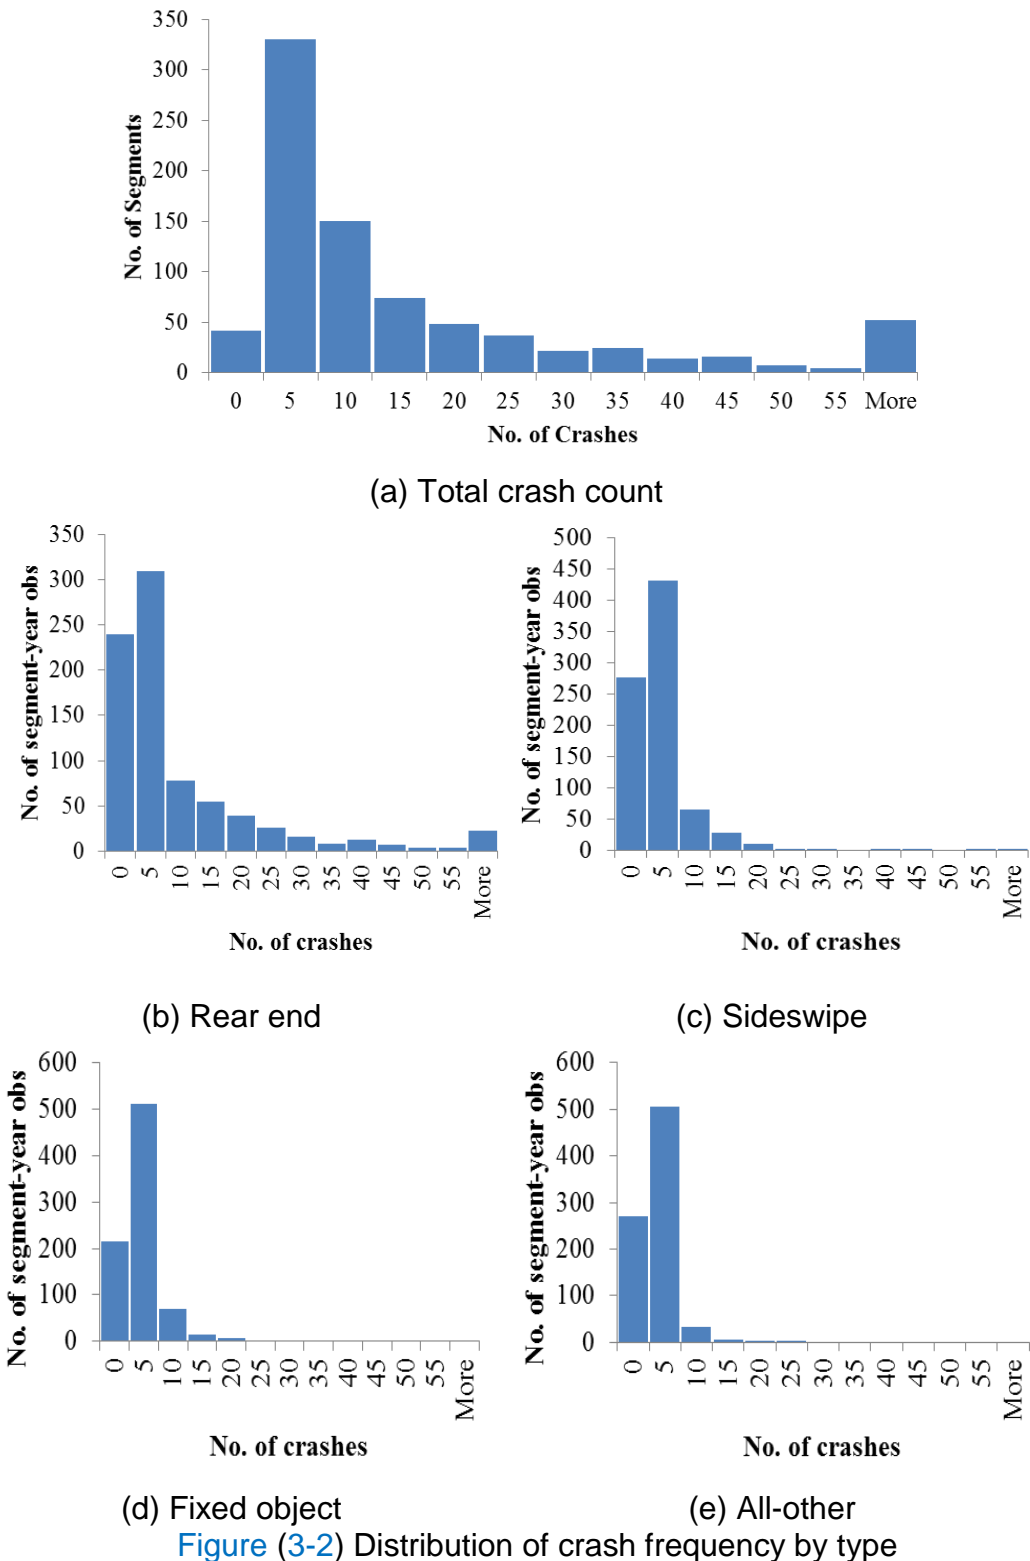 350
300
250
200
150
100
50
0
No. of Segments
0 5 10 15 20 25 30 35 40 45 50 55 More
No. of Crashes
(a) Total crash count
350
300
250
200
150
100
50
0
No. of segment-year obs
0 5 10 15 20 25 30 35 40 45 50 55 More
No. of crashes
(b) Rear end
500
450
400
350
300
250
200
150
100
50
0
No. of segment-year obs
0 5 10 15 20 25 30 35 40 45 50 55 More
No. of crashes
(c) Sideswipe
600
500
400
300
200
100
0
No. of segment-year obs
0 5 10 15 20 25 30 35 40 45 50 55 More
No. of crashes
(d) Fixed object
600
500
400
300
200
100
0
No. of segment-year obs
0 5 10 15 20 25 30 35 40 45 50 55 More
No. of crashes
(e) All-other
Figure (3-2) Distribution of crash frequency by type